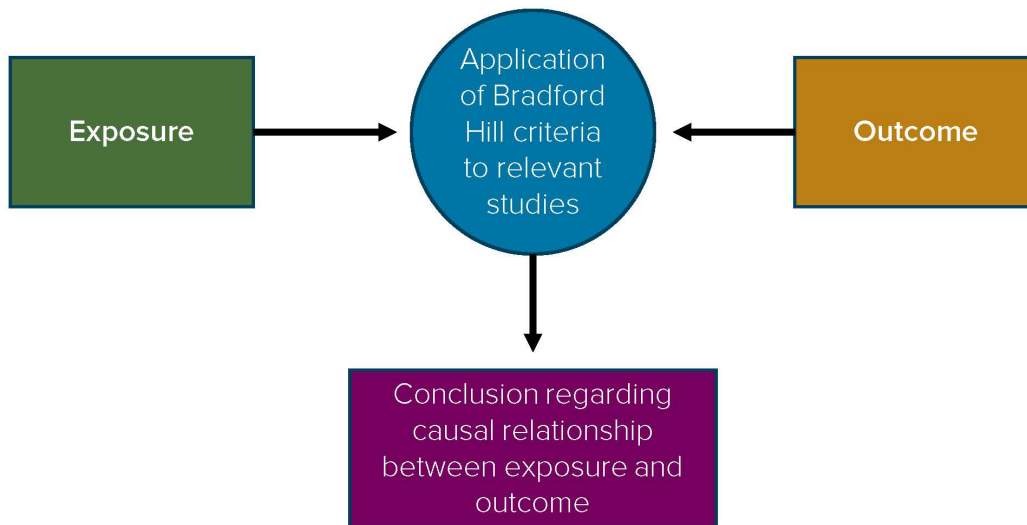 Exposure
Application
of Bradford
Hill criteria
to relevant
studies
Outcome
Conclusion regarding
causal relationship
between exposure and
outcome